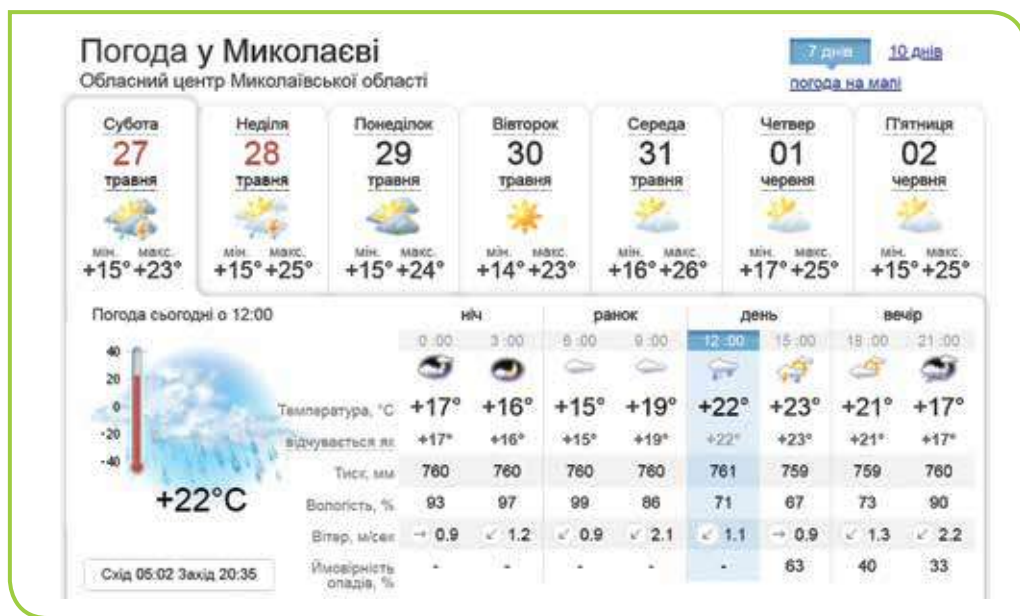 Погода у Миколаєві
Обласний центр Миколаївської області
7 днів 10 днів
погода на мапі
Субота Неділя Понеділок Вівторок Середа Четвер П'ятниця
27 28 29 30 31 01 02
травня травня травня травня травня червня червня
мін. макс. мін. макс. мін. макс. мін. макс. мін. макс. мін. макс. мін. макс.
+15° +23° +15° +25° +15° +24° +14° +23° +16° +26° +17° +25° +15° +25°
Погода сьогодні о 12:00 ніч ранок день вечір
0:00 3:00 6:00 9:00 12:00 15:00 18:00 21:00
40
20
0
-20
-40
+22°C
Температура, °C +17° +16° +15° +19° +22° +23° +21° +17°
відчувається як +17° +16° +15° +19° +22° +23° +21° +17°
Тиск, мм 760 760 760 760 761 759 759 760
Вологість, % 93 97 99 86 71 67 73 90
Вітер, м/сек → 0.9 ↙ 1.2 ↙ 0.9 ↙ 2.1 ↙ 1.1 → 0.9 ↙ 1.3 ↙ 2.2
Ймовірність - - - - - 63 40 33
опадів, %
Схід 05:02 Захід 20:35